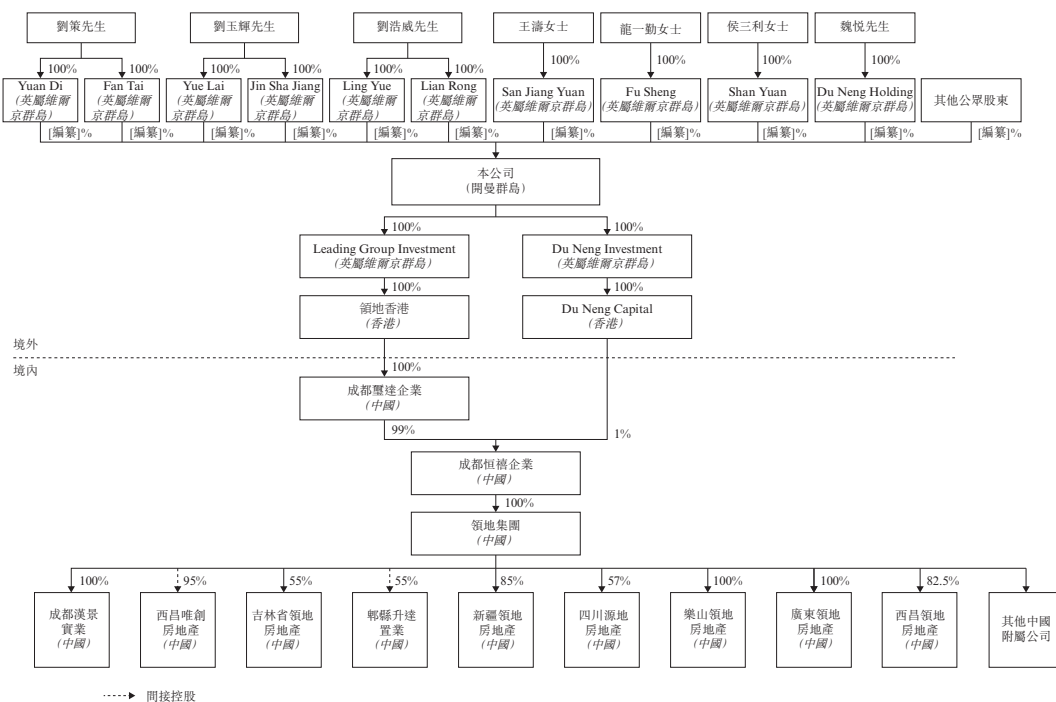 劉策先生
劉玉輝先生
劉浩威先生
王濤女士
龍一勤女士
侯三利女士
魏悦先生
100%
100%
100%
100%
100%
100%
100%
100%
100%
100%
Yuan Di
(英屬維爾
京群島)
Fan Tai
(英屬維爾
京群島)
Yue Lai
(英屬維爾
京群島)
Jin Sha Jiang
(英屬維爾
京群島)
Ling Yue
(英屬維爾
京群島)
Lian Rong
(英屬維爾
京群島)
San Jiang Yuan
(英屬維爾京群島)
Fu Sheng
(英屬維爾京群島)
Shan Yuan
(英屬維爾京群島)
Du Neng Holding
(英屬維爾京群島)
其他公眾股東
[編纂]%
[編纂]%
[編纂]%
[編纂]%
[編纂]%
[編纂]%
[編纂]%
[編纂]%
[編纂]%
[編纂]%
[編纂]%
本公司
(開曼群島)
100%
100%
Leading Group Investment
(英屬維爾京群島)
Du Neng Investment
(英屬維爾京群島)
100%
100%
領地香港
(香港)
Du Neng Capital
(香港)
境外
境內
100%
成都璽達企業
(中國)
99%
1%
成都恒禧企業
(中國)
100%
領地集團
(中國)
100%
95%
55%
55%
85%
57%
100%
100%
82.5%
成都漢景
實業
(中國)
西昌唯創
房地產
(中國)
吉林省領地
房地產
(中國)
郫縣升達
置業
(中國)
新疆領地
房地產
(中國)
四川源地
房地產
(中國)
樂山領地
房地產
(中國)
廣東領地
房地產
(中國)
西昌領地
房地產
(中國)
其他中國
附屬公司
間接控股